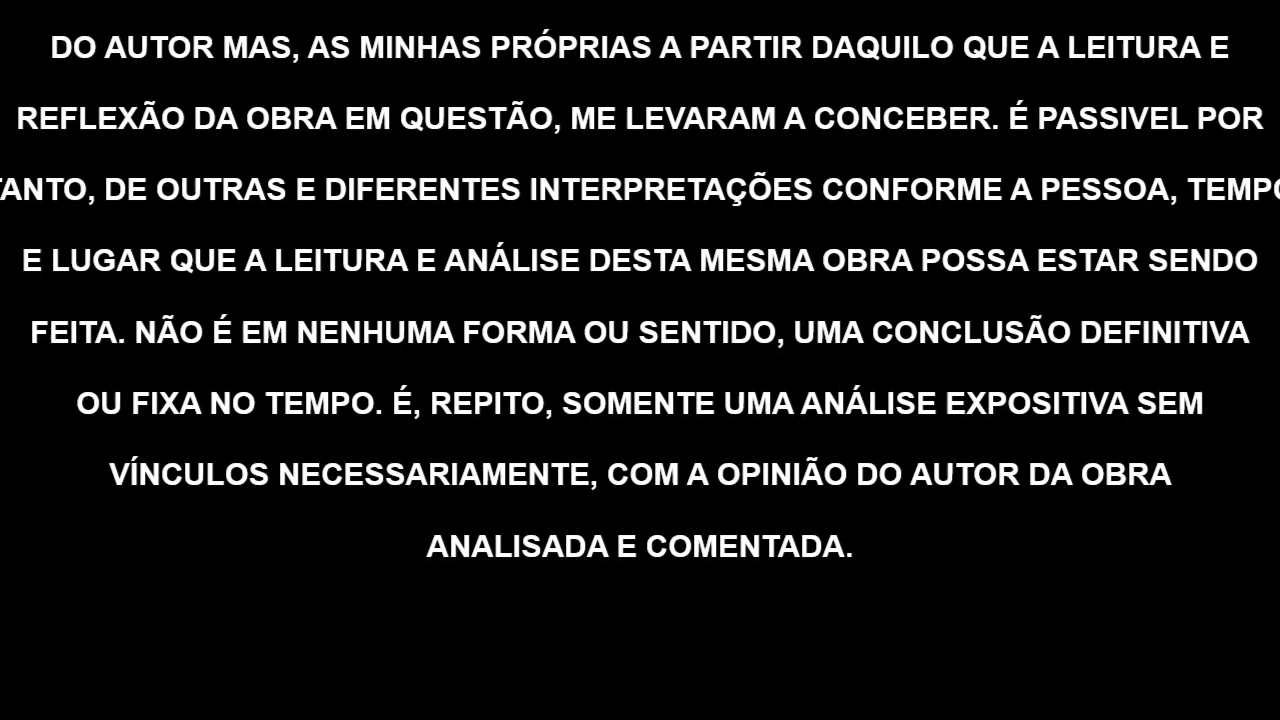 DO AUTOR MAS, AS MINHAS PRÓPRIAS A PARTIR DAQUILO QUE A LEITURA E
REFLEXÃO DA OBRA EM QUESTÃO, ME LEVARAM A CONCEBER. É PASSIVEL POR
TANTO, DE OUTRAS E DIFERENTES INTERPRETAÇÕES CONFORME A PESSOA, TEMPO
E LUGAR QUE A LEITURA E ANÁLISE DESTA MESMA OBRA POSSA ESTAR SENDO
FEITA. NÃO É EM NENHUMA FORMA OU SENTIDO, UMA CONCLUSÃO DEFINITIVA
OU FIXA NO TEMPO. É, REPITO, SOMENTE UMA ANÁLISE EXPOSITIVA SEM
VÍNCULOS NECESSARIAMENTE, COM A OPINIÃO DO AUTOR DA OBRA
ANALISADA E COMENTADA.